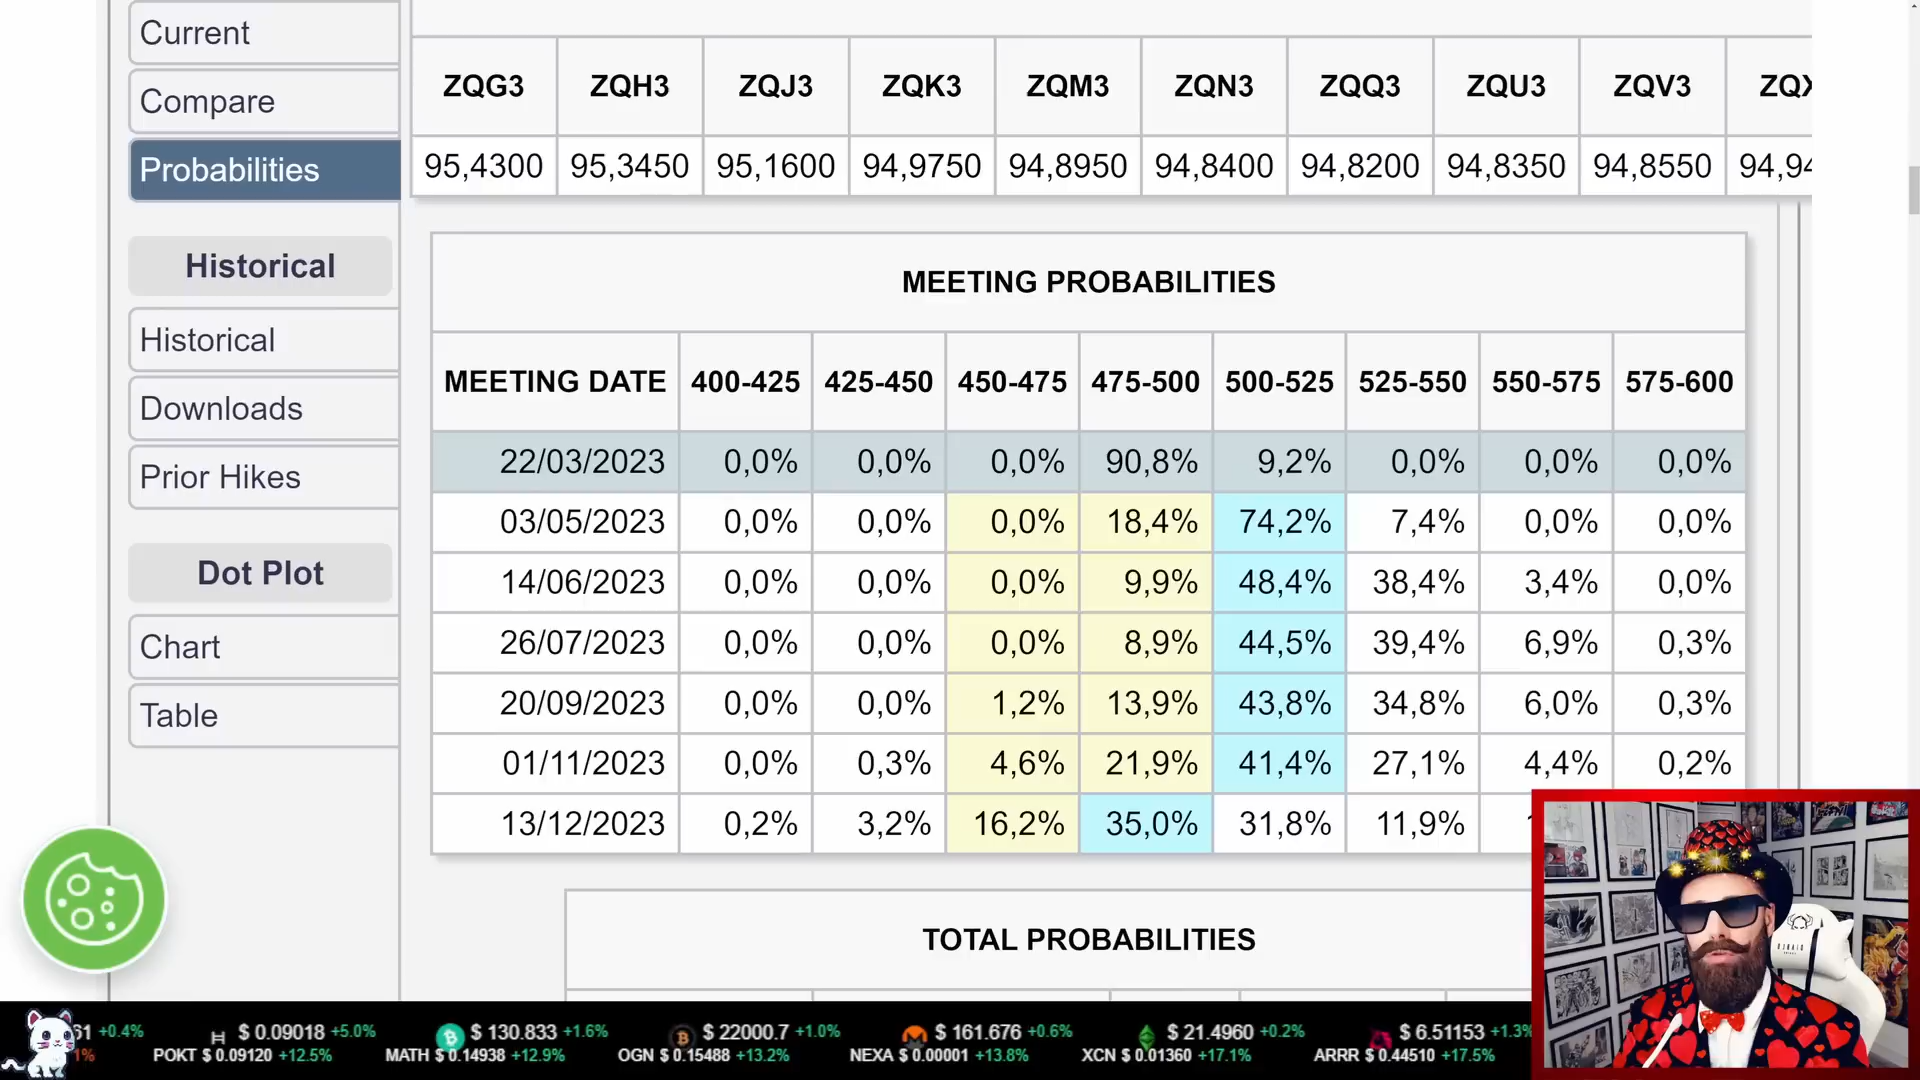 Current
Compare
Probabilities
Historical
Historical
Downloads
Prior Hikes
Dot Plot
Chart
Table
ZQG3 ZQH3 ZQJ3 ZQK3 ZQM3 ZQN3 ZQQ3 ZQU3 ZQV3 ZQX
95,4300 95,3450 95,1600 94,9750 94,8950 94,8400 94,8200 94,8350 94,8550 94,94
MEETING PROBABILITIES
MEETING DATE 400-425 425-450 450-475 475-500 500-525 525-550 550-575 575-600
22/03/2023 0,0% 0,0% 0,0% 90,8% 9,2% 0,0% 0,0% 0,0%
03/05/2023 0,0% 0,0% 0,0% 18,4% 74,2% 7,4% 0,0% 0,0%
14/06/2023 0,0% 0,0% 0,0% 9,9% 48,4% 38,4% 3,4% 0,0%
26/07/2023 0,0% 0,0% 0,0% 8,9% 44,5% 39,4% 6,9% 0,3%
20/09/2023 0,0% 0,0% 1,2% 13,9% 43,8% 34,8% 6,0% 0,3%
01/11/2023 0,0% 0,3% 4,6% 21,9% 41,4% 27,1% 4,4% 0,2%
13/12/2023 0,2% 3,2% 16,2% 35,0% 31,8% 11,9%
TOTAL PROBABILITIES
61 +0.4% $ 0.09018 +5.0% $ 130.833 +1.6% $ 22000.7 +1.0% $ 161.676 +0.6% $ 21.4960 +0.2% $ 6.51153 +1.3%
1% POKT $ 0.09120 +12.5% MATH $ 0.14938 +12.9% OGN $ 0.15488 +13.2% NEXA $ 0.00001 +13.8% XCN $ 0.01360 +17.1% ARRR $ 0.44510 +17.5%